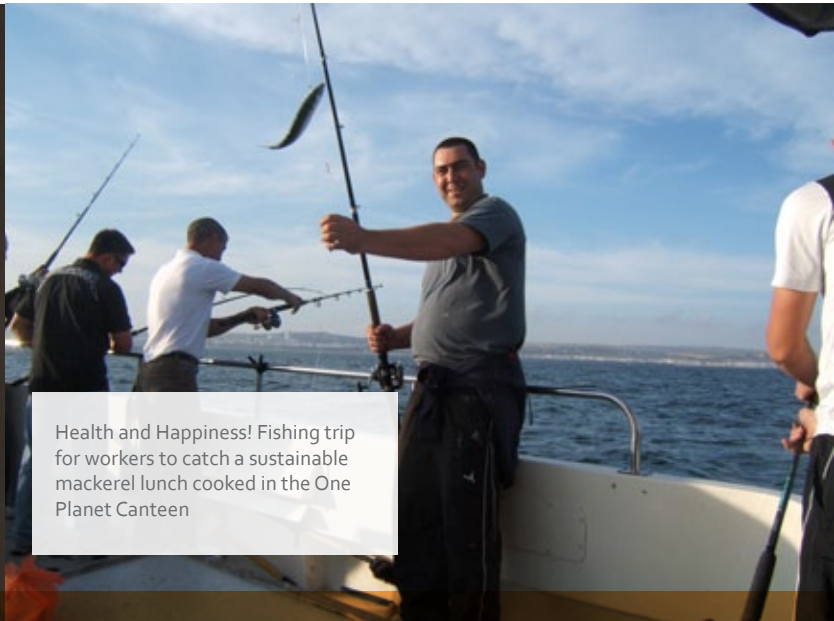 Health and Happiness! Fishing trip
for workers to catch a sustainable
mackerel lunch cooked in the One
Planet Canteen